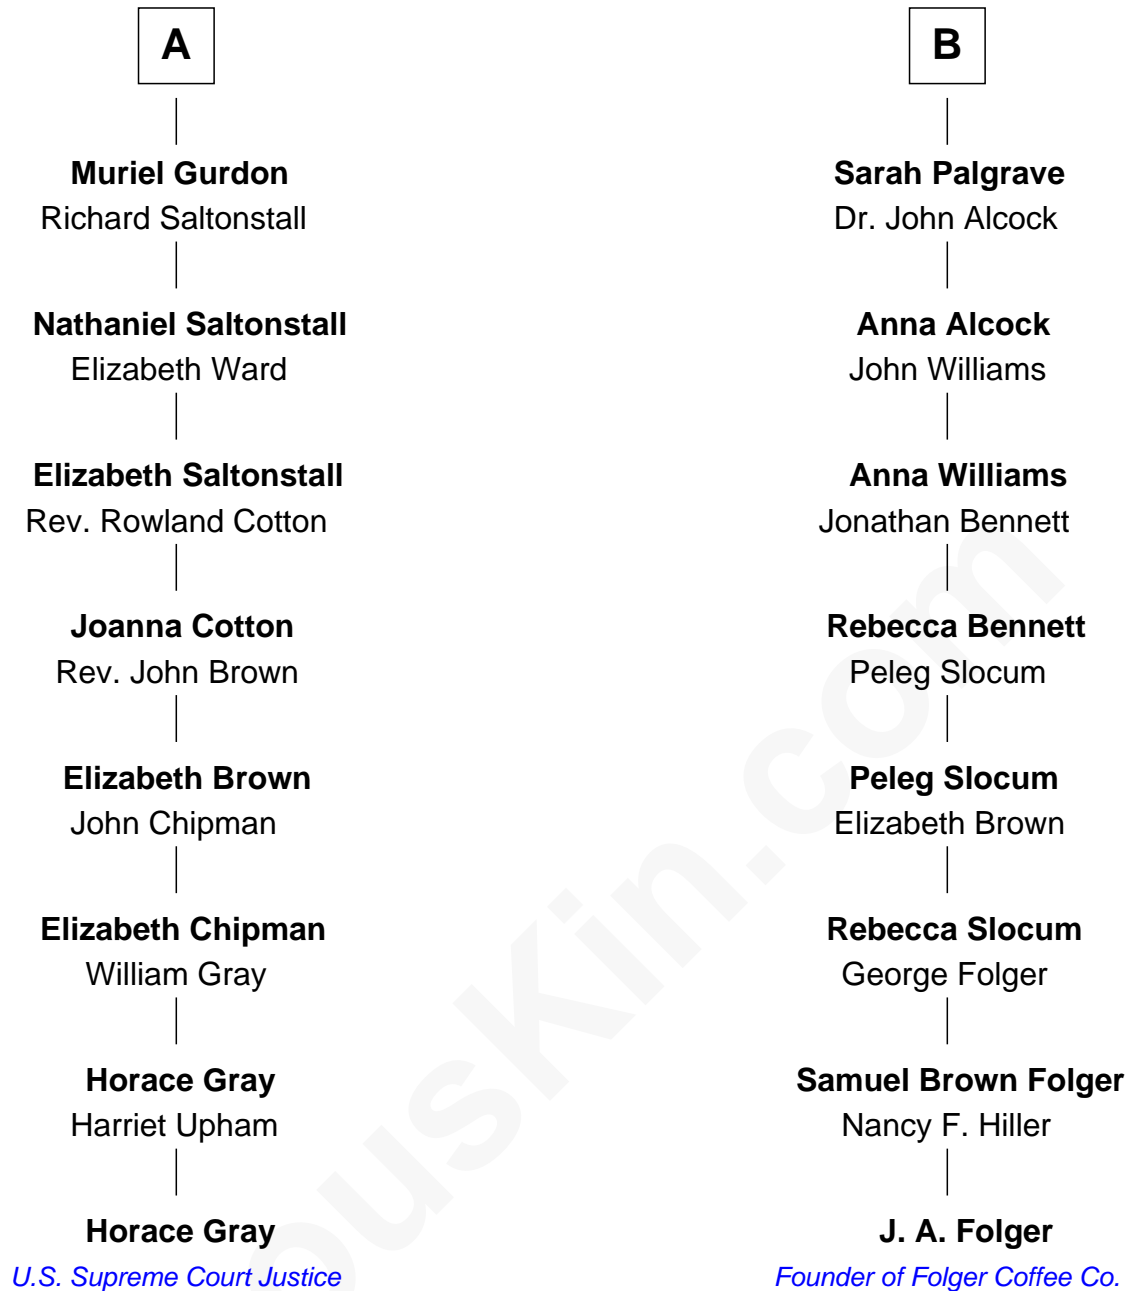 A
Muriel Gurdon
Richard Saltonstall
Nathaniel Saltonstall
Elizabeth Ward
Elizabeth Saltonstall
Rev. Rowland Cotton
Joanna Cotton
Rev. John Brown
Elizabeth Brown
John Chipman
Elizabeth Chipman
William Gray
Horace Gray
Harriet Upham
Horace Gray
U.S. Supreme Court Justice
B
Sarah Palgrave
Dr. John Alcock
Anna Alcock
John Williams
Anna Williams
Jonathan Bennett
Rebecca Bennett
Peleg Slocum
Peleg Slocum
Elizabeth Brown
Rebecca Slocum
George Folger
Samuel Brown Folger
Nancy F. Hiller
J. A. Folger
Founder of Folger Coffee Co.
ousKin.com